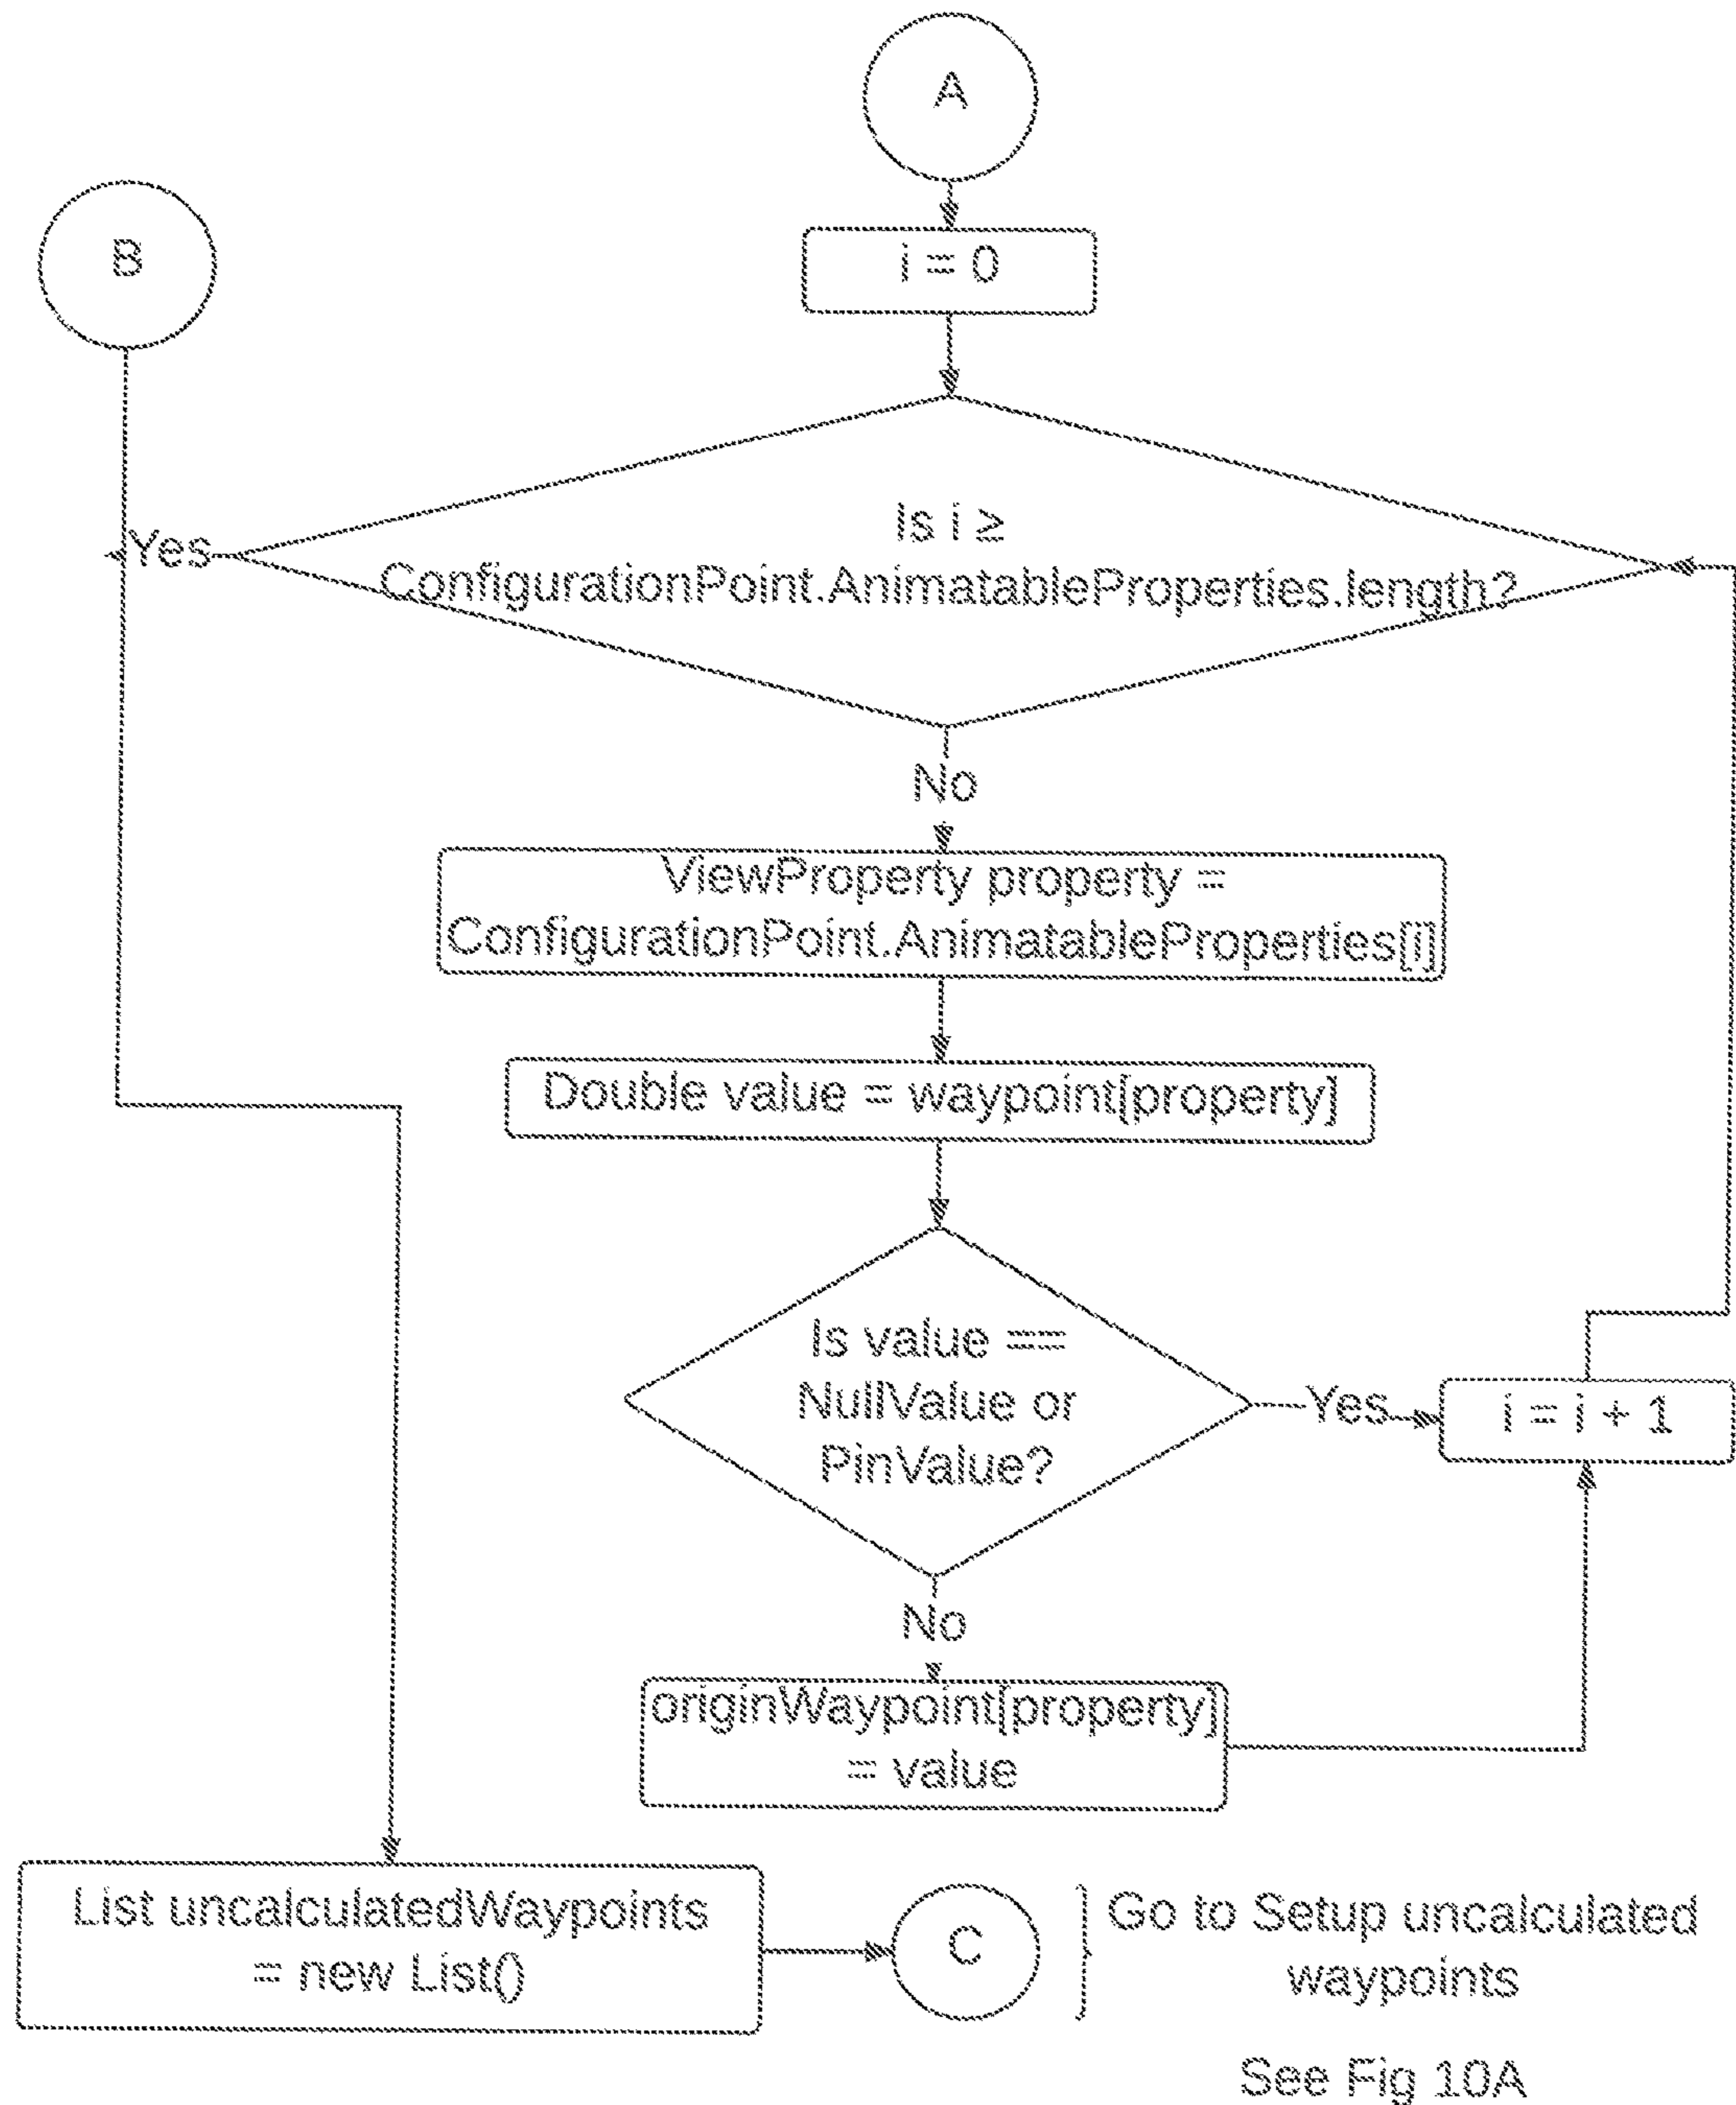 A
B
i = 0
Is i ≥
ConfigurationPoint.AnimatableProperties.length?
Yes
No
ViewProperty property =
ConfigurationPoint.AnimatableProperties[i]
Double value = waypoint[property]
Is value ==
NullValue or
PinValue?
Yes
i = i + 1
No
originWaypoint[property]
= value
List uncalculatedWaypoints
= new List()
C
Go to Setup uncalculated
waypoints
See Fig 10A